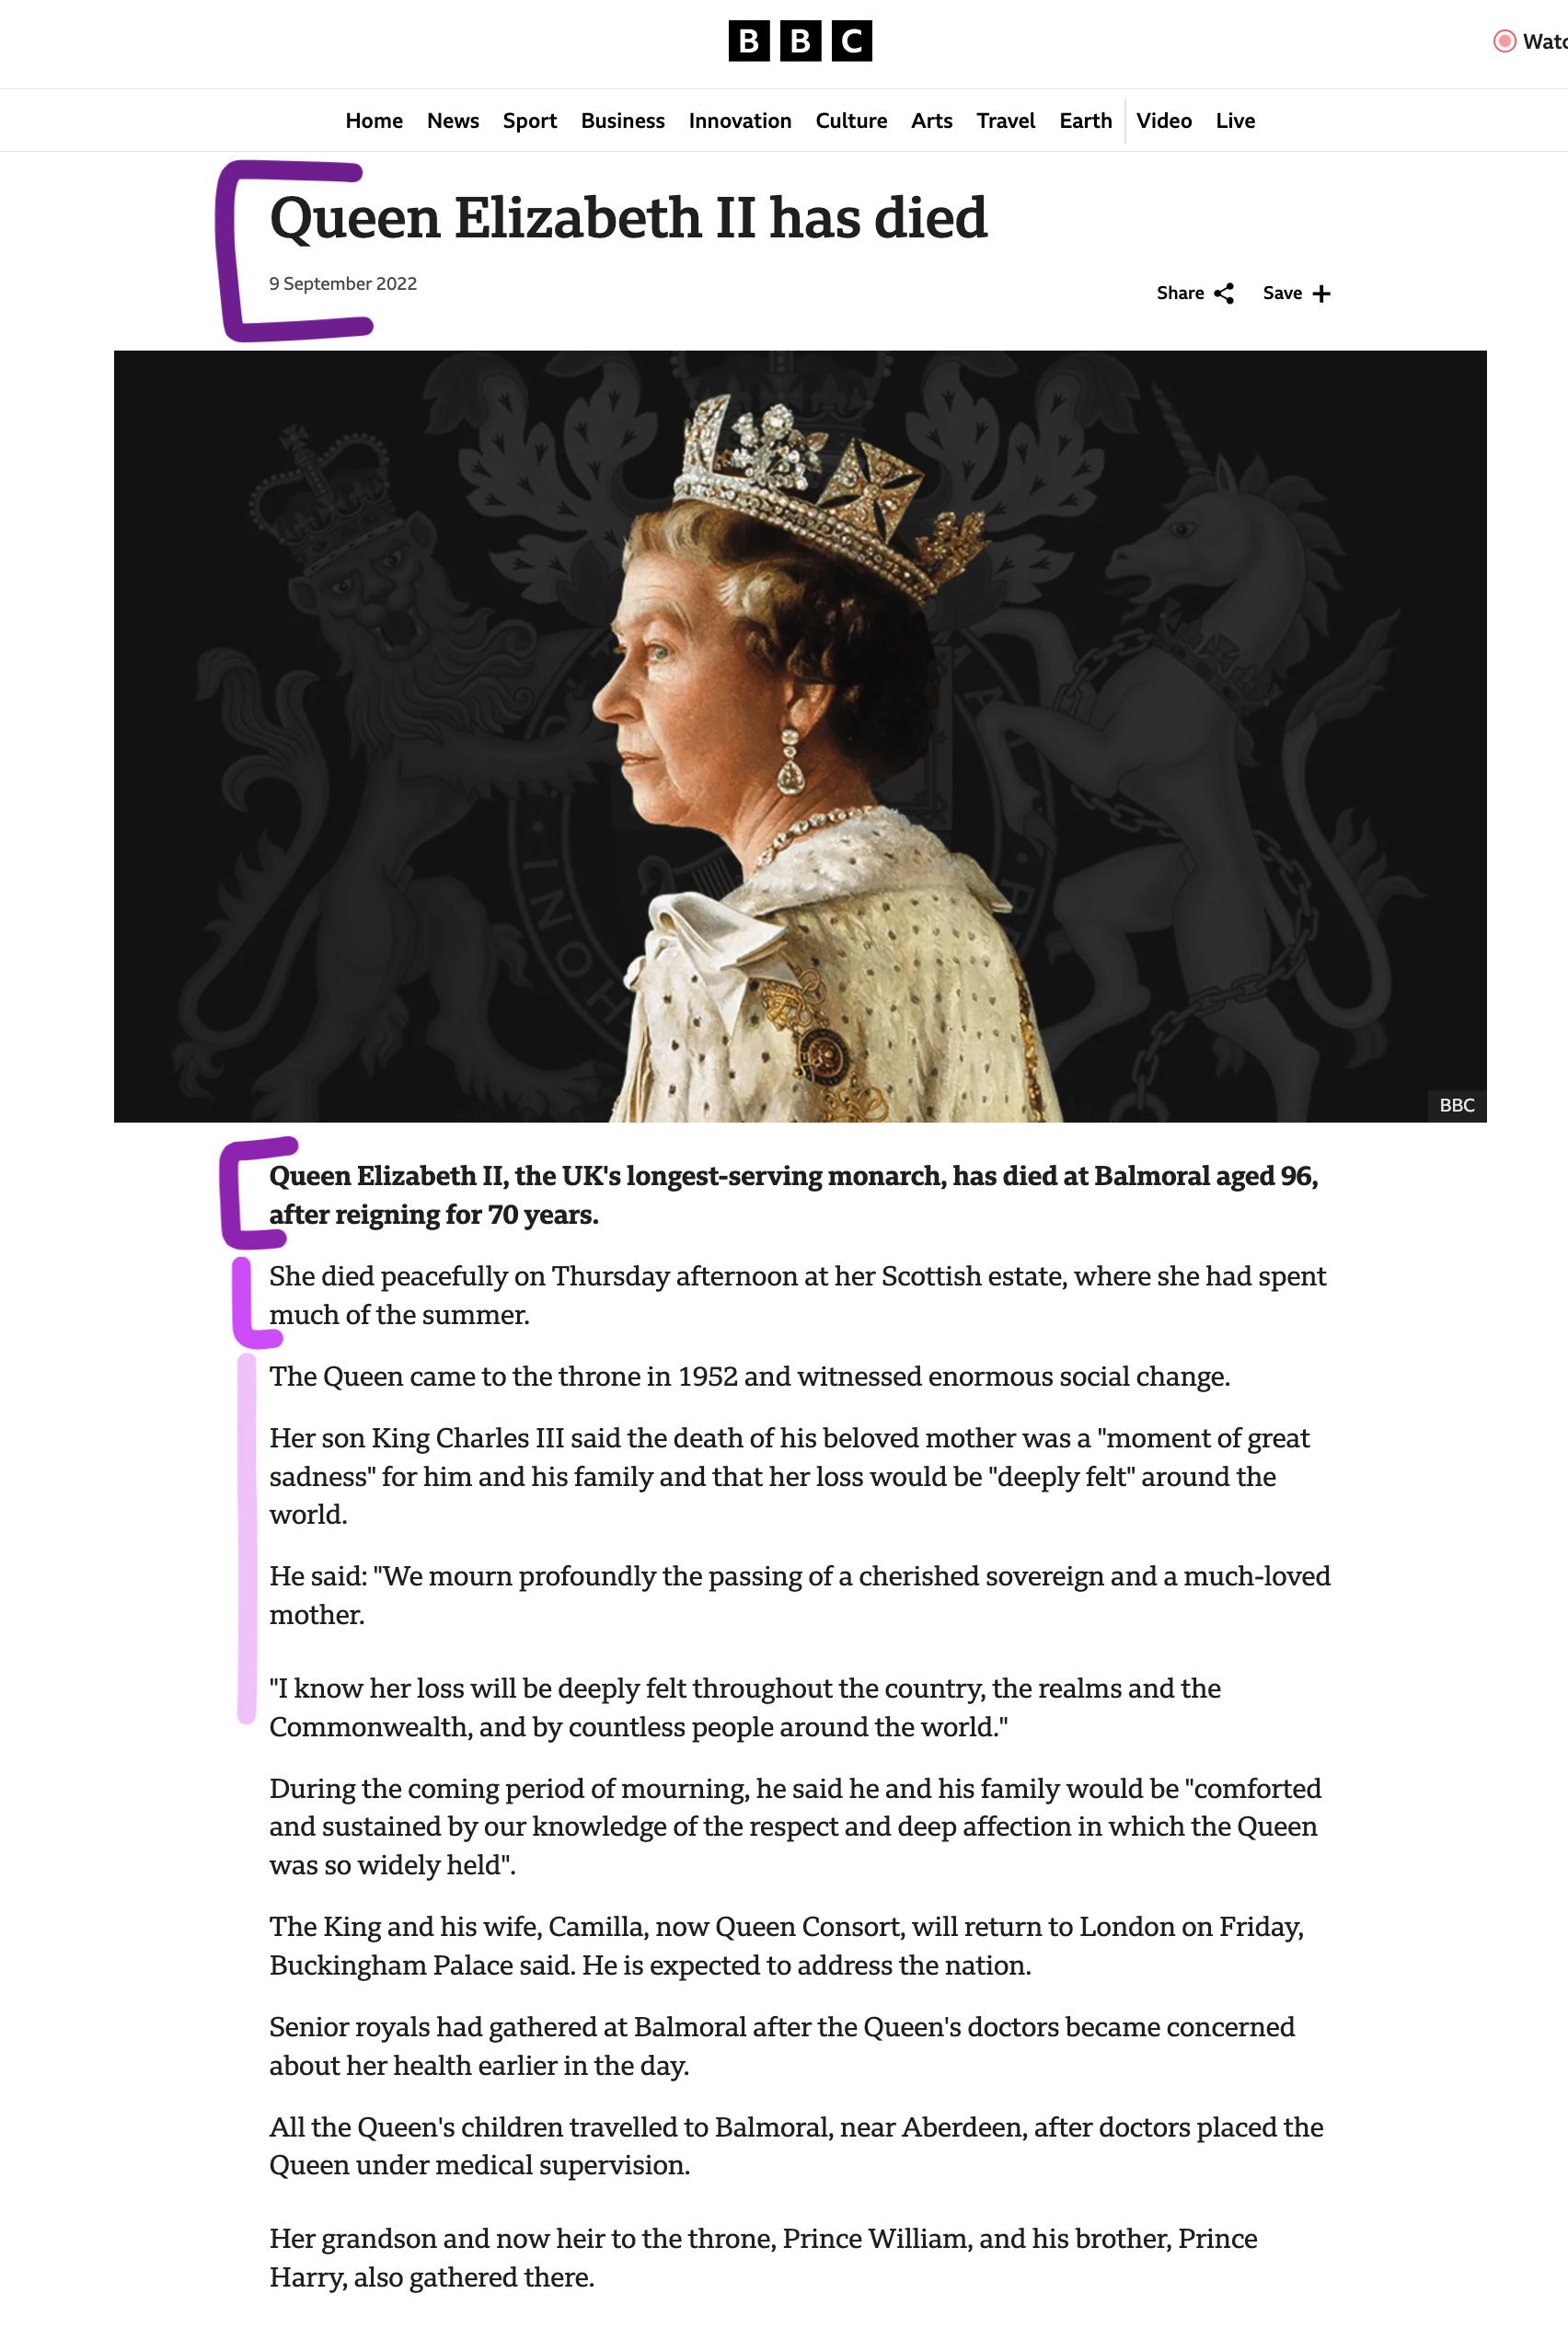 BBC
Watc
Home News Sport Business Innovation Culture Arts Travel Earth Video Live
Queen Elizabeth II has died
9 September 2022
Share Save
INOH
BBC
Queen Elizabeth II, the UK's longest-serving monarch, has died at Balmoral aged 96,
after reigning for 70 years.
She died peacefully on Thursday afternoon at her Scottish estate, where she had spent
much of the summer.
The Queen came to the throne in 1952 and witnessed enormous social change.
Her son King Charles III said the death of his beloved mother was a "moment of great
sadness" for him and his family and that her loss would be "deeply felt" around the
world.
He said: "We mourn profoundly the passing of a cherished sovereign and a much-loved
mother.
"I know her loss will be deeply felt throughout the country, the realms and the
Commonwealth, and by countless people around the world."
During the coming period of mourning, he said he and his family would be "comforted
and sustained by our knowledge of the respect and deep affection in which the Queen
was so widely held".
The King and his wife, Camilla, now Queen Consort, will return to London on Friday,
Buckingham Palace said. He is expected to address the nation.
Senior royals had gathered at Balmoral after the Queen's doctors became concerned
about her health earlier in the day.
All the Queen's children travelled to Balmoral, near Aberdeen, after doctors placed the
Queen under medical supervision.
Her grandson and now heir to the throne, Prince William, and his brother, Prince
Harry, also gathered there.